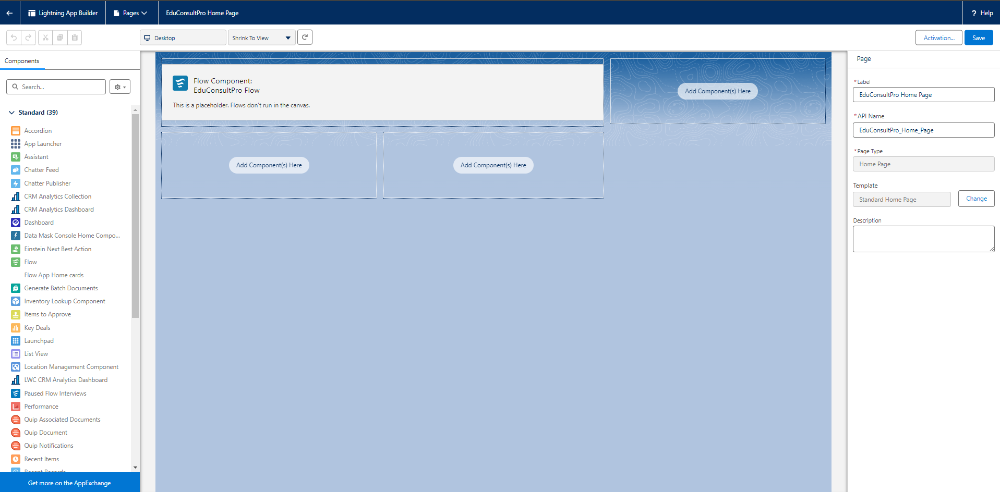 Lightning App Builder
Pages
EduConsultPro Home Page
? Help
Desktop
Shrink To View
Activation...
Save
Components
Search...
Standard (39)
Accordion
App Launcher
Assistant
Chatter Feed
Chatter Publisher
CRM Analytics Collection
CRM Analytics Dashboard
Dashboard
Data Mask Console Home Compo...
Einstein Next Best Action
Flow
Flow App Home cards
Generate Batch Documents
Inventory Lookup Component
Items to Approve
Key Deals
Launchpad
List View
Location Management Component
LWC CRM Analytics Dashboard
Paused Flow Interviews
Performance
Quip Associated Documents
Quip Document
Quip Notifications
Recent Items
Recent Records
Get more on the AppExchange
Flow Component:
EduConsultPro Flow
This is a placeholder. Flows don't run in the canvas.
Add Component(s) Here
Add Component(s) Here
Add Component(s) Here
Page
*Label
EduConsultPro Home Page
*API Name
EduConsultPro_Home_Page
*Page Type
Home Page
Template
Standard Home Page
Change
Description